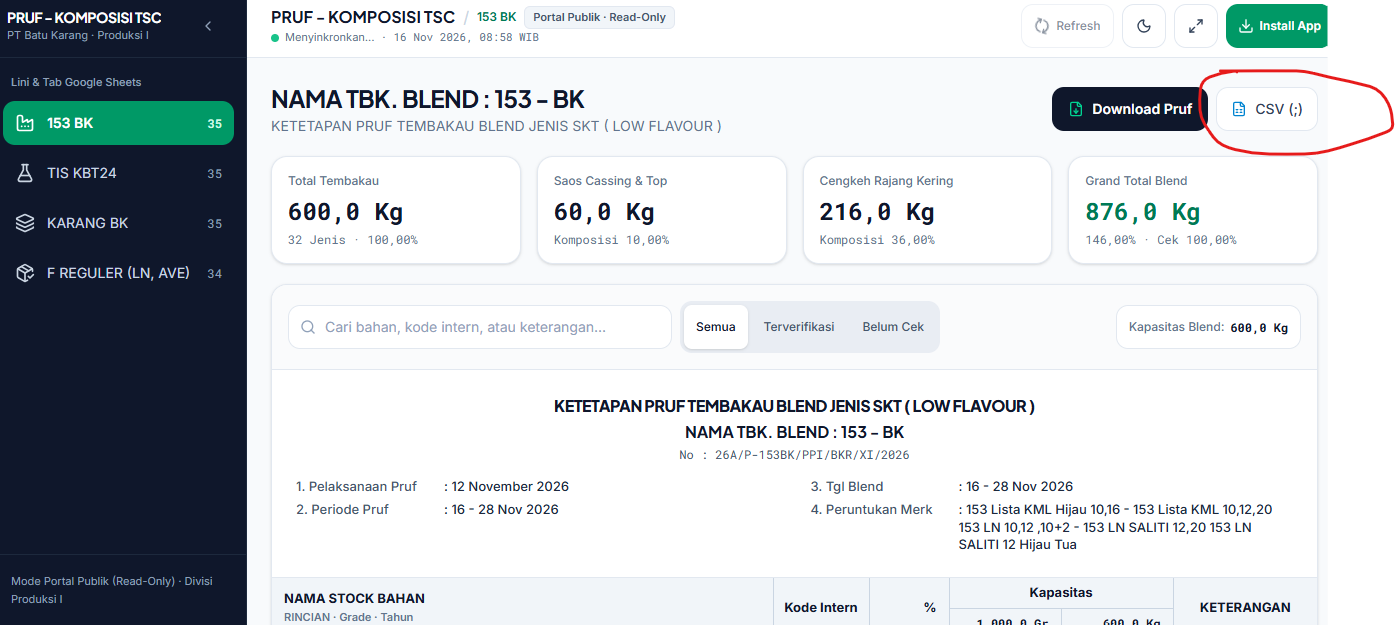 PRUF – KOMPOSISI TSC
PT Batu Karang · Produksi I
Lini & Tab Google Sheets
153 BK 35
TIS KBT24 35
KARANG BK 35
F REGULER (LN, AVE) 34
Mode Portal Publik (Read-Only) · Divisi
Produksi I
PRUF – KOMPOSISI TSC / 153 BK Portal Publik · Read-Only
Menyinkronkan... · 16 Nov 2026, 08:58 WIB
Refresh
Install App
NAMA TBK. BLEND : 153 – BK
KETETAPAN PRUF TEMBAKAU BLEND JENIS SKT ( LOW FLAVOUR )
Download Pruf
CSV (;)
Total Tembakau
600,0 Kg
32 Jenis · 100,00%
Saos Cassing & Top
60,0 Kg
Komposisi 10,00%
Cengkeh Rajang Kering
216,0 Kg
Komposisi 36,00%
Grand Total Blend
876,0 Kg
146,00% · Cek 100,00%
Cari bahan, kode intern, atau keterangan...
Semua Terverifikasi Belum Cek
Kapasitas Blend: 600,0 Kg
KETETAPAN PRUF TEMBAKAU BLEND JENIS SKT ( LOW FLAVOUR )
NAMA TBK. BLEND : 153 – BK
No : 26A/P-153BK/PPI/BKR/XI/2026
1. Pelaksanaan Pruf : 12 November 2026
2. Periode Pruf : 16 - 28 Nov 2026
3. Tgl Blend : 16 - 28 Nov 2026
4. Peruntukan Merk : 153 Lista KML Hijau 10,16 - 153 Lista KML 10,12,20
153 LN 10,12 ,10+2 - 153 LN SALITI 12,20 153 LN
SALITI 12 Hijau Tua
NAMA STOCK BAHAN
RINCIAN · Grade · Tahun
Kode Intern
%
Kapasitas
1.000,0 Gr 600,0 Kg
KETERANGAN